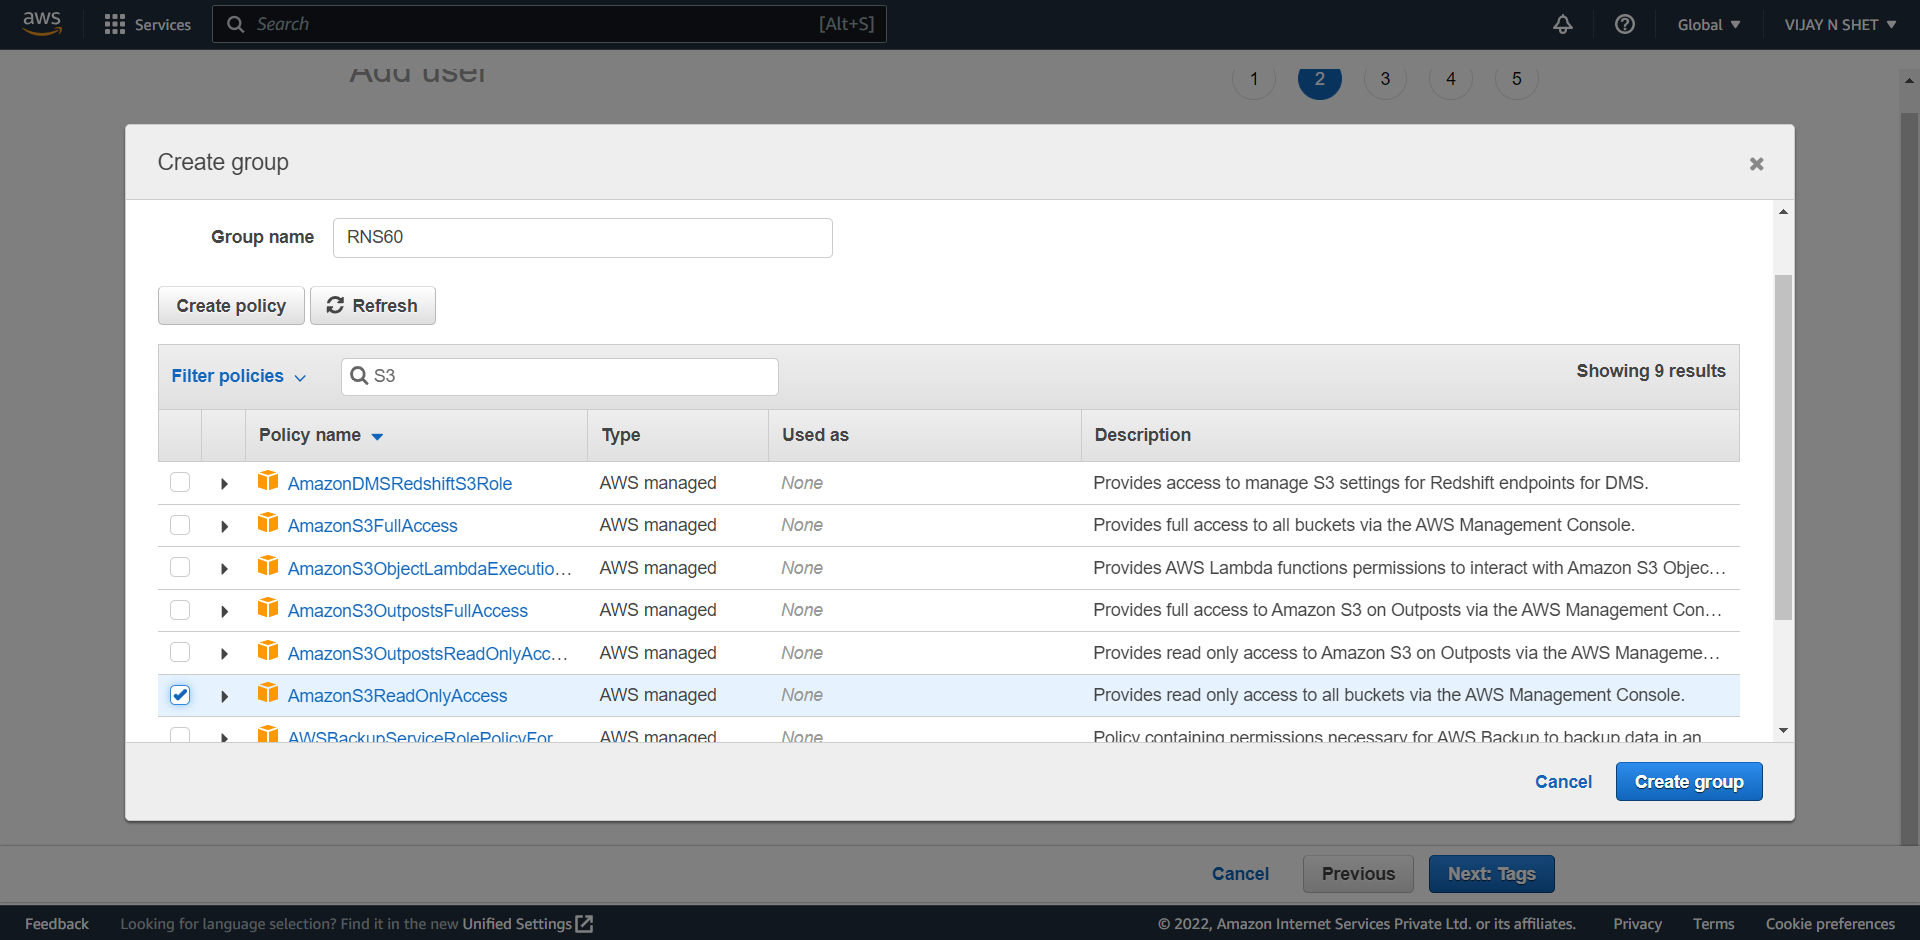 aws Services Search [Alt+S] Global VIJAY N SHET
Add user 1 2 3 4 5
Create group
Group name RNS60
Create policy Refresh
Filter policies S3 Showing 9 results
Policy name Type Used as Description
AmazonDMSRedshiftS3Role AWS managed None Provides access to manage S3 settings for Redshift endpoints for DMS.
AmazonS3FullAccess AWS managed None Provides full access to all buckets via the AWS Management Console.
AmazonS3ObjectLambdaExecutio... AWS managed None Provides AWS Lambda functions permissions to interact with Amazon S3 Objec...
AmazonS3OutpostsFullAccess AWS managed None Provides full access to Amazon S3 on Outposts via the AWS Management Con...
AmazonS3OutpostsReadOnlyAcc... AWS managed None Provides read only access to Amazon S3 on Outposts via the AWS Manageme...
AmazonS3ReadOnlyAccess AWS managed None Provides read only access to all buckets via the AWS Management Console.
AWSBackupServiceRolePolicyFor AWS managed None Policy containing permissions necessary for AWS Backup to backup data in an
Cancel Create group
Cancel Previous Next: Tags
Feedback Looking for language selection? Find it in the new Unified Settings © 2022, Amazon Internet Services Private Ltd. or its affiliates. Privacy Terms Cookie preferences